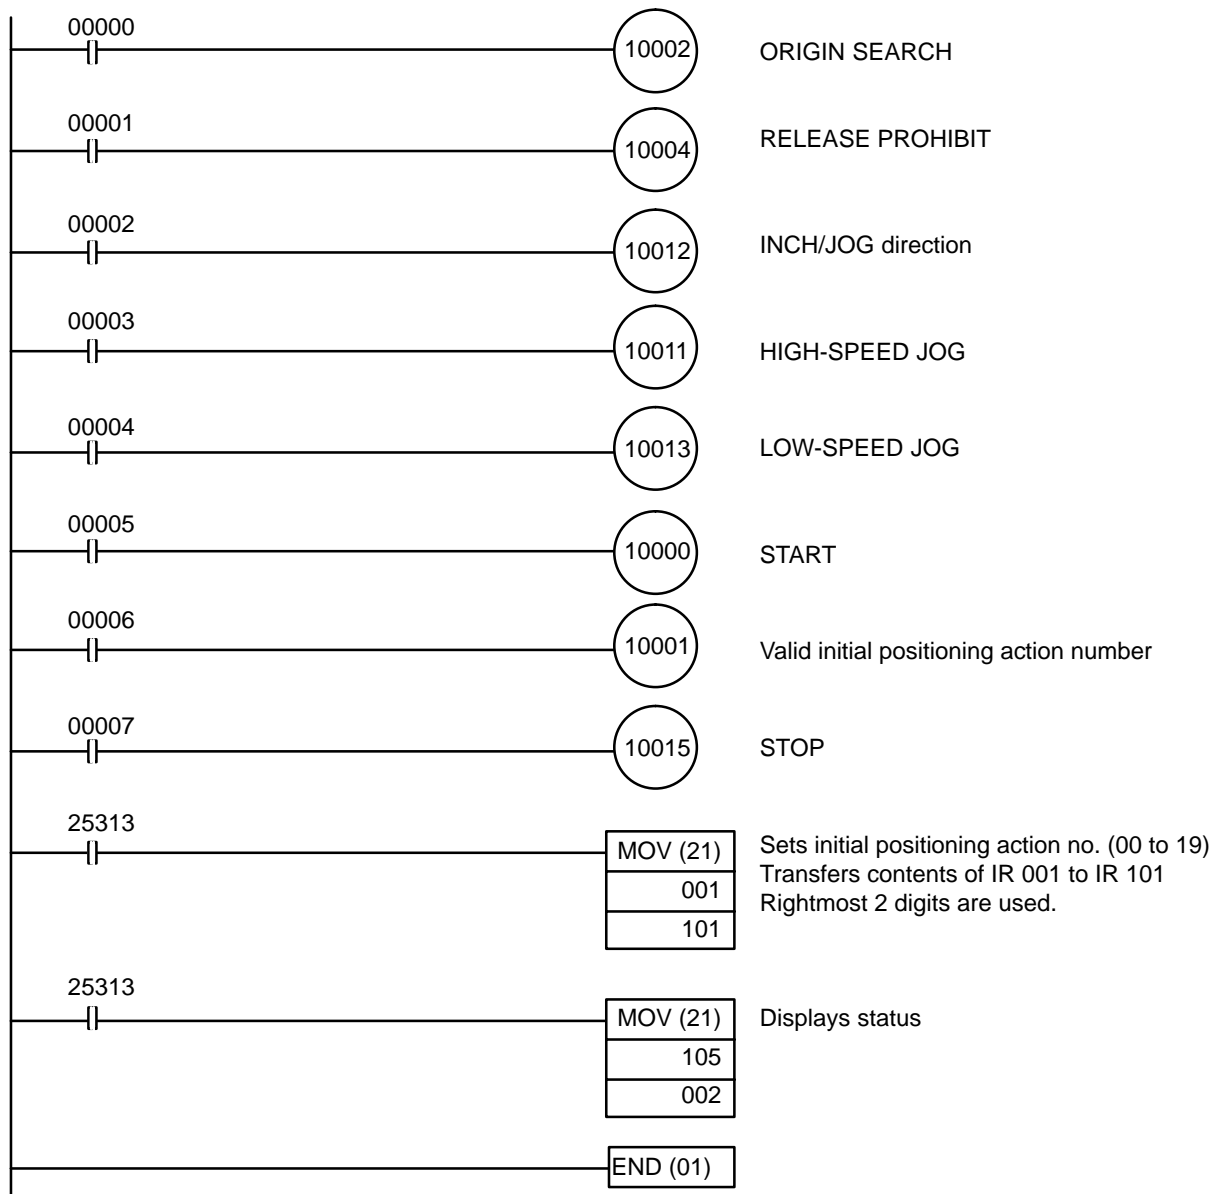 00000
10002 ORIGIN SEARCH
00001
10004 RELEASE PROHIBIT
00002
10012 INCH/JOG direction
00003
10011 HIGH-SPEED JOG
00004
10013 LOW-SPEED JOG
00005
10000 START
00006
10001 Valid initial positioning action number
00007
10015 STOP
25313
MOV (21) Sets initial positioning action no. (00 to 19)
Transfers contents of IR 001 to IR 101
001 Rightmost 2 digits are used.
101
25313
MOV (21) Displays status
105
002
END (01)